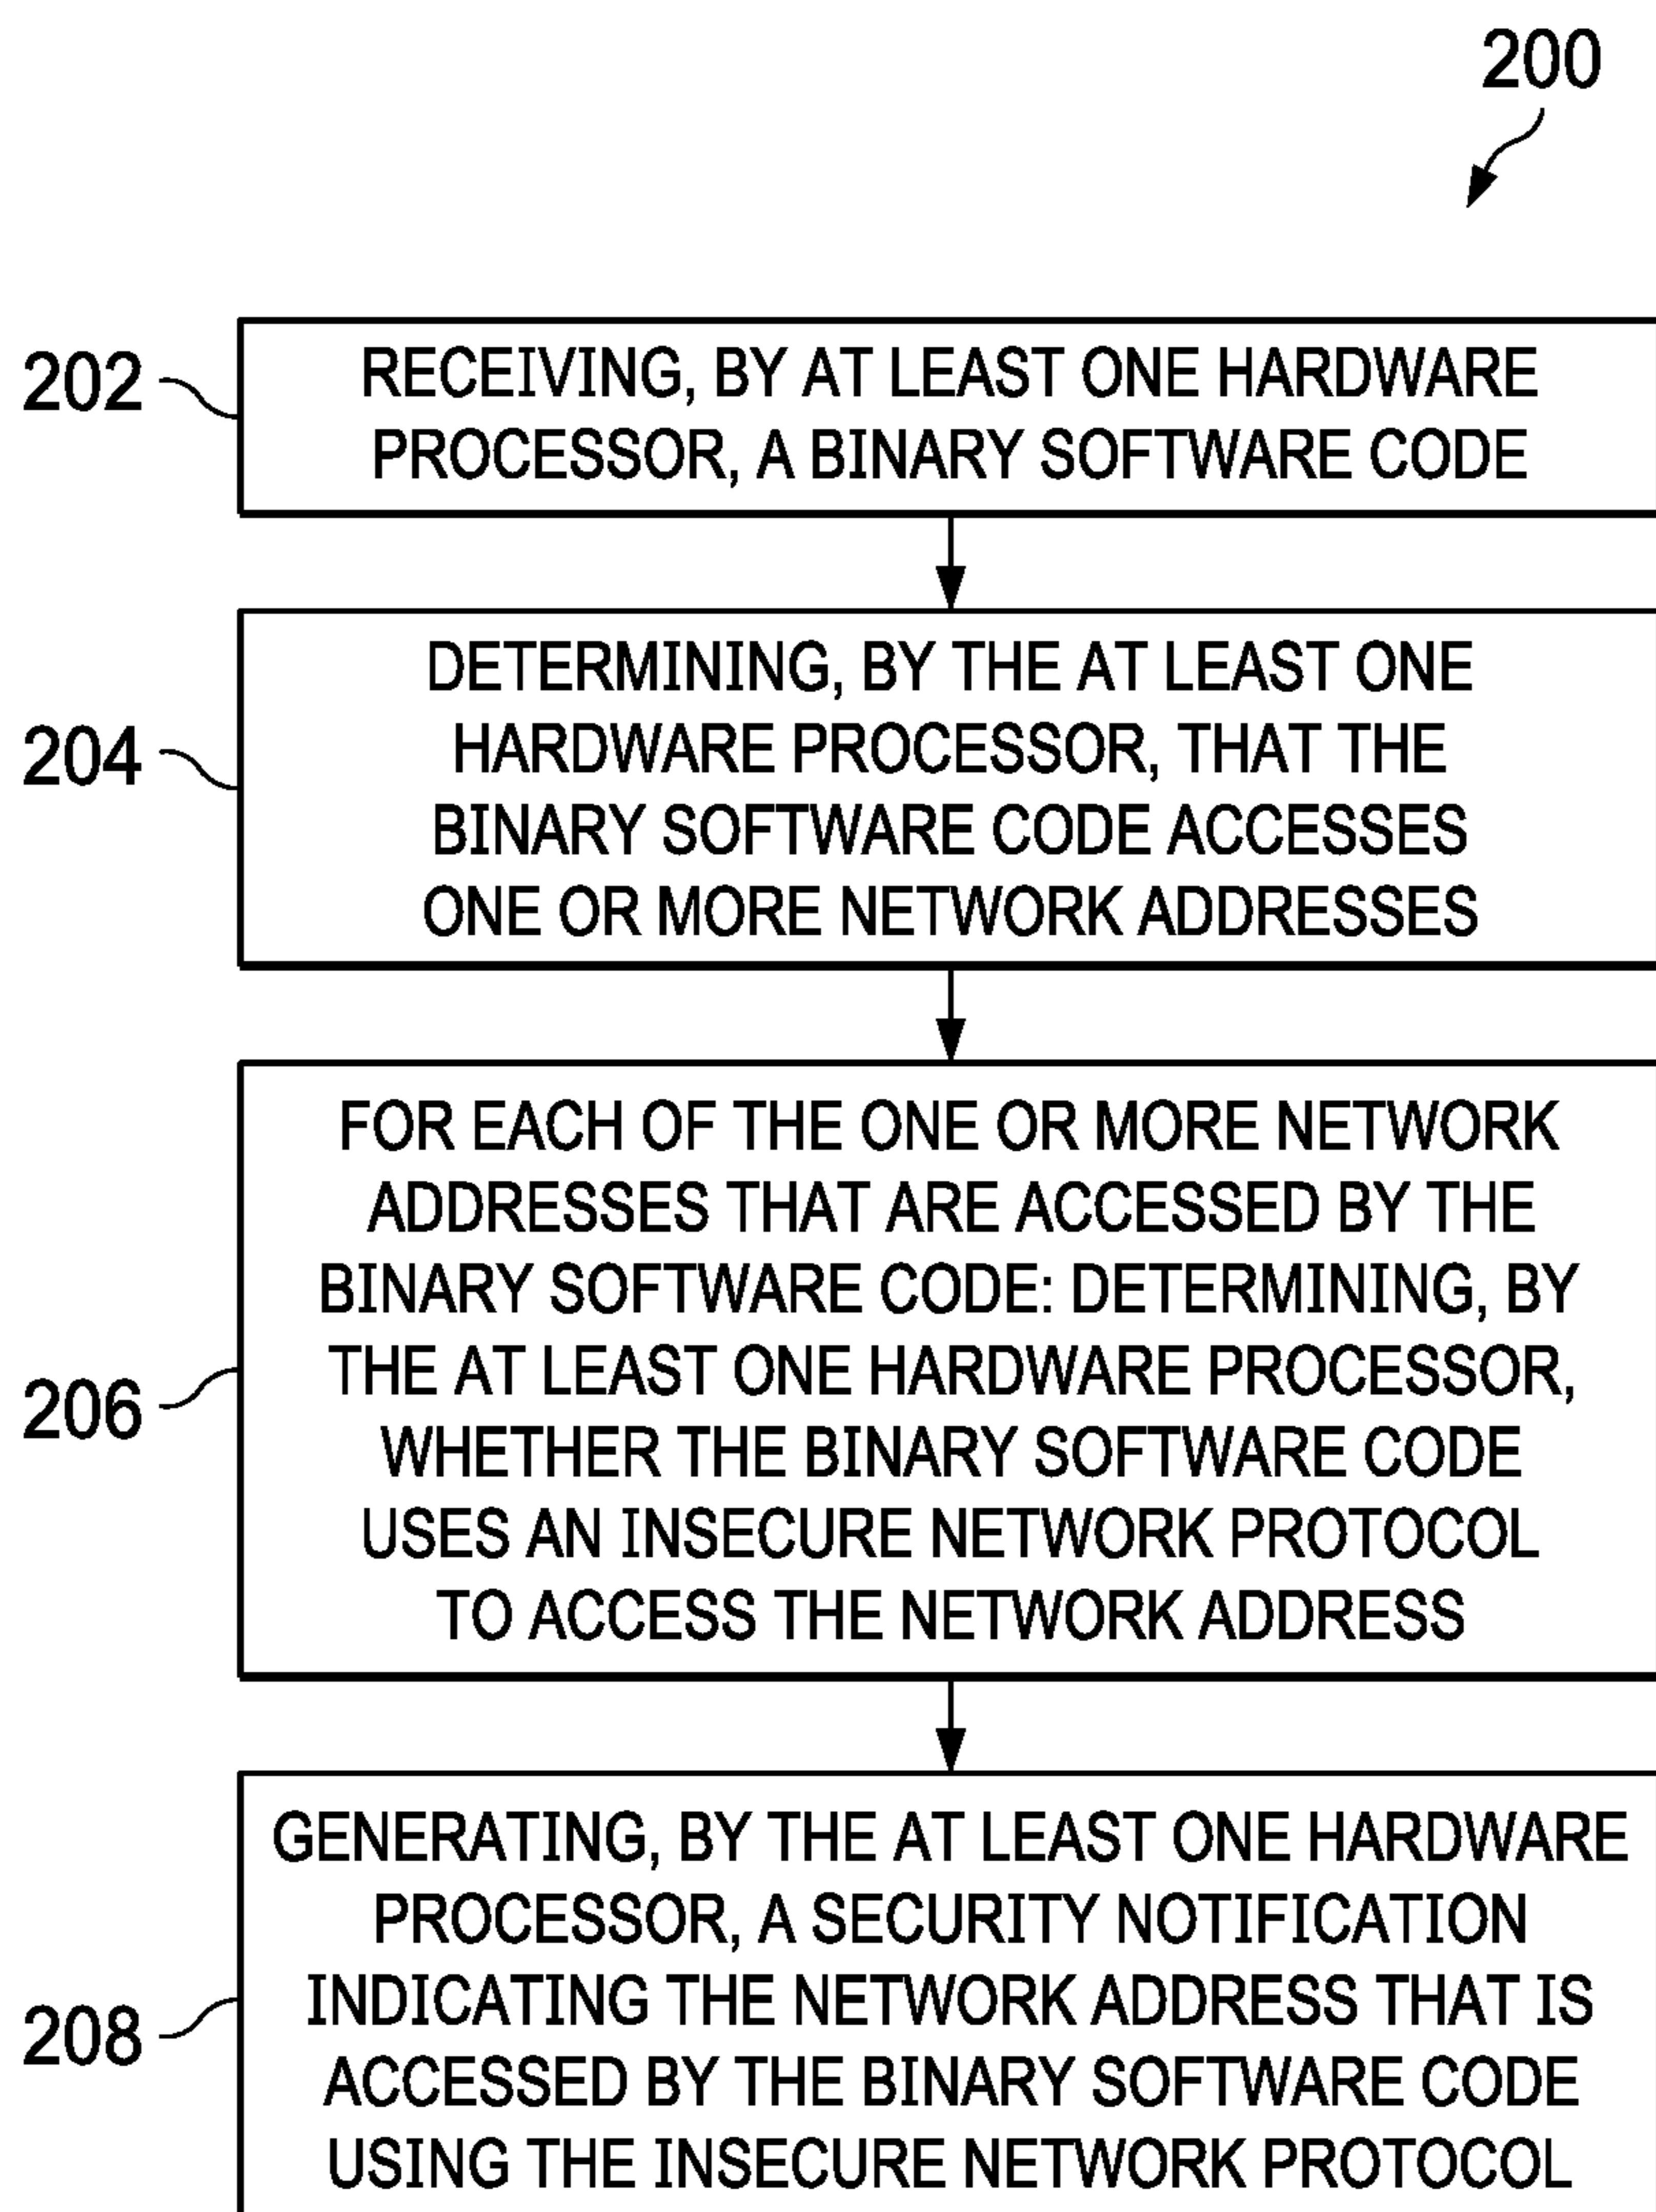 200
202
RECEIVING, BY AT LEAST ONE HARDWARE
PROCESSOR, A BINARY SOFTWARE CODE
204
DETERMINING, BY THE AT LEAST ONE
HARDWARE PROCESSOR, THAT THE
BINARY SOFTWARE CODE ACCESSES
ONE OR MORE NETWORK ADDRESSES
206
FOR EACH OF THE ONE OR MORE NETWORK
ADDRESSES THAT ARE ACCESSED BY THE
BINARY SOFTWARE CODE: DETERMINING, BY
THE AT LEAST ONE HARDWARE PROCESSOR,
WHETHER THE BINARY SOFTWARE CODE
USES AN INSECURE NETWORK PROTOCOL
TO ACCESS THE NETWORK ADDRESS
208
GENERATING, BY THE AT LEAST ONE HARDWARE
PROCESSOR, A SECURITY NOTIFICATION
INDICATING THE NETWORK ADDRESS THAT IS
ACCESSED BY THE BINARY SOFTWARE CODE
USING THE INSECURE NETWORK PROTOCOL